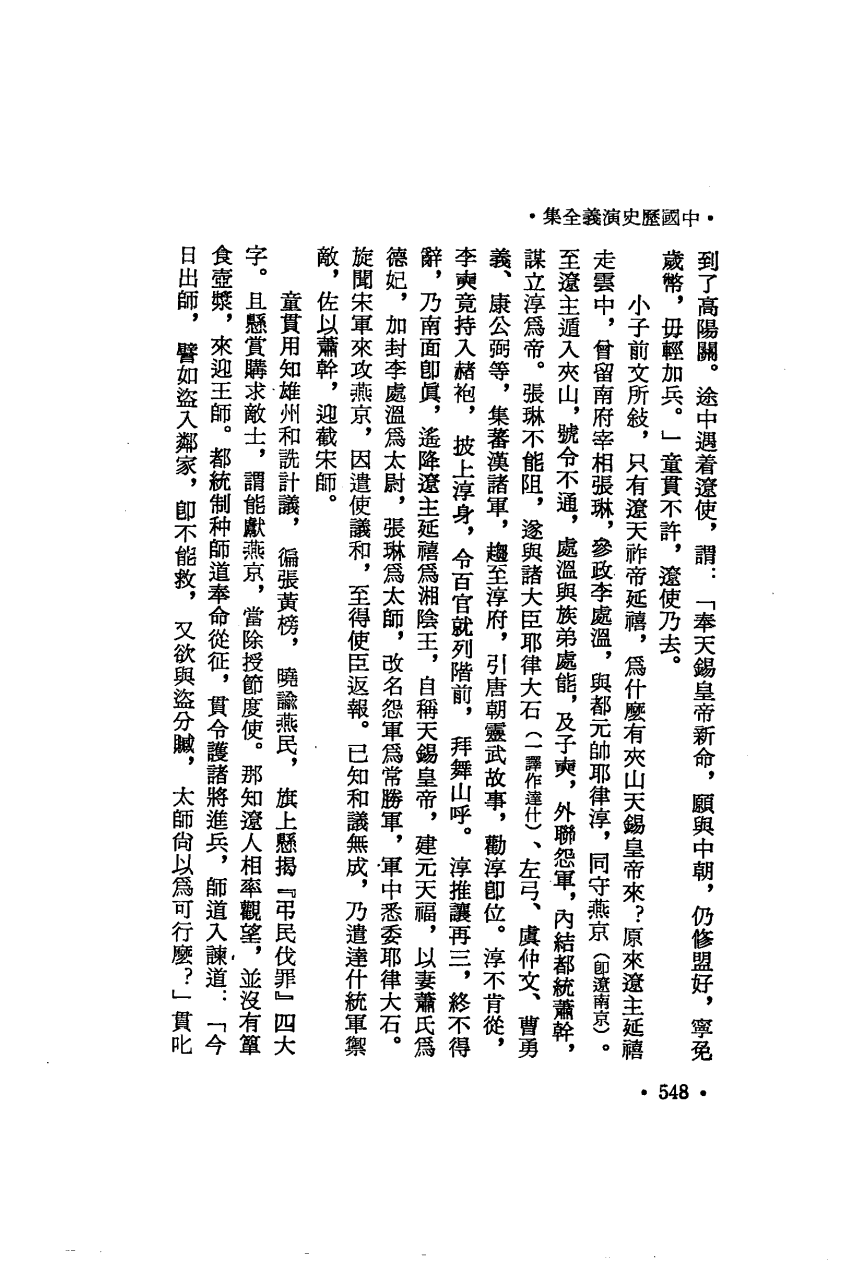 •中國歷史演義全集•
到了高陽關。途中遇着遼使，謂：「奉天錫皇帝新命，願與中朝，仍修盟好，寧免
歲幣，毋輕加兵。」童貫不許，遼使乃去。
小子前文所敍，只有遼天祚帝延禧，爲什麼有夾山天錫皇帝來？原來遼主延禧
走雲中，曾留南府宰相張琳，參政李處溫，與都元帥耶律淳，同守燕京（卽遼南京）。
至遼主遁入夾山，號令不通，處溫與族弟處能，及子奭，外聯怨軍，內結都統蕭幹，
謀立淳爲帝。張琳不能阻，遂與諸大臣耶律大石（一譯作達什）、左弓、虞仲文、曹勇
義、康公弼等，集蕃漢諸軍，趨至淳府，引唐朝靈武故事，勸淳卽位。淳不肯從，
李奭竟持入赭袍，披上淳身，令百官就列階前，拜舞山呼。淳推讓再三，終不得
辭，乃南面卽眞，遙降遼主延禧爲湘陰王，自稱天錫皇帝，建元天福，以妻蕭氏爲
德妃，加封李處溫爲太尉，張琳爲太師，改名怨軍爲常勝軍，軍中悉委耶律大石。
旋聞宋軍來攻燕京，因遣使議和，至得使臣返報。已知和議無成，乃遣達什統軍禦
敵，佐以蕭幹，迎截宋師。
童貫用知雄州和詵計議，徧張黃榜，曉諭燕民，旗上懸揭『弔民伐罪』四大
字。且懸賞購求敵士，謂能獻燕京，當除授節度使。那知遼人相率觀望，並沒有簞
食壺漿，來迎王師。都統制种師道奉命從征，貫令護諸將進兵，師道入諫道：「今
日出師，譬如盜入鄰家，卽不能救，又欲與盜分贓，太師尙以爲可行麼？」貫叱
•548•